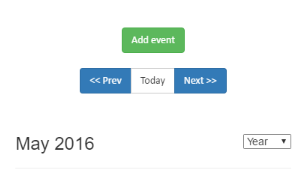 Add event
<< Prev Today Next >>
May 2016 Year